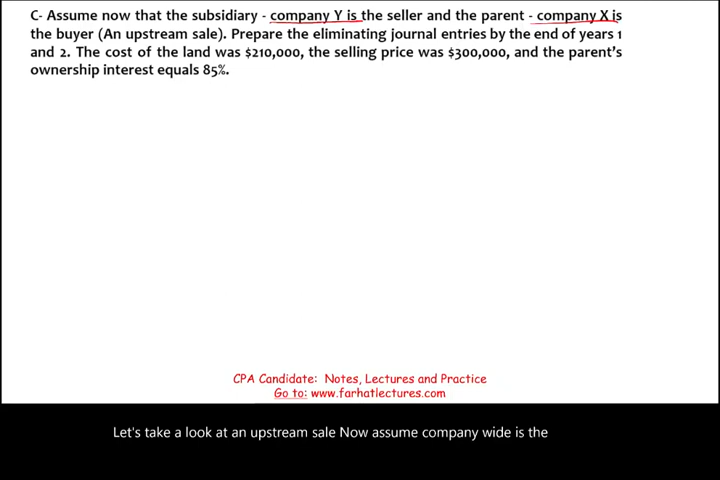 C- Assume now that the subsidiary - company Y is the seller and the parent - company X is
the buyer (An upstream sale). Prepare the eliminating journal entries by the end of years 1
and 2. The cost of the land was $210,000, the selling price was $300,000, and the parent's
ownership interest equals 85%.
CPA Candidate: Notes, Lectures and Practice
Go to: www.farhatlectures.com
Let's take a look at an upstream sale Now assume company wide is the